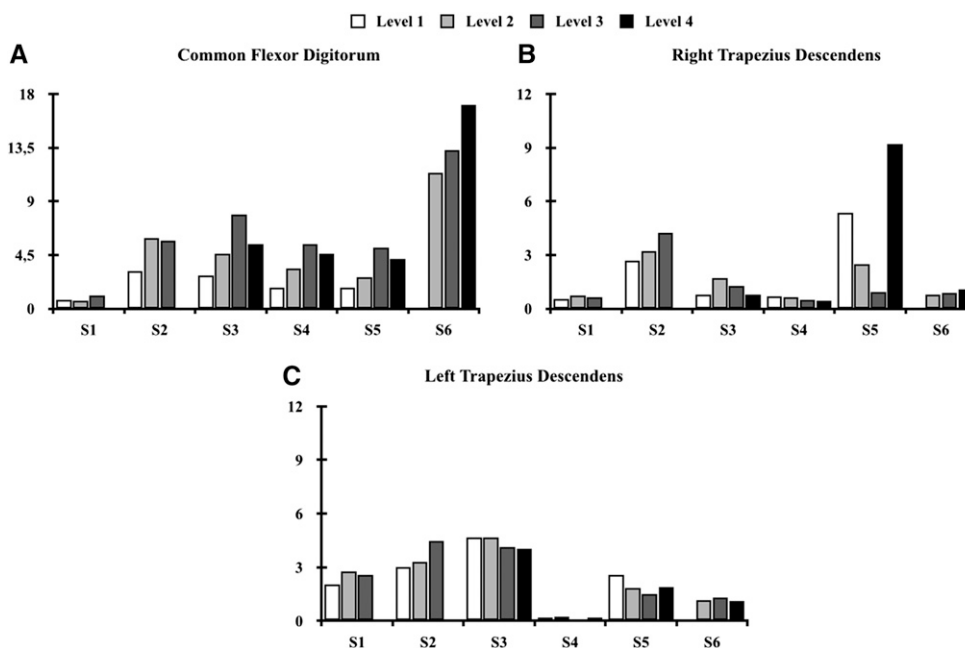 Level 1 Level 2 Level 3 Level 4
A
Common Flexor Digitorum
18
13,5
9
4,5
0
S1 S2 S3 S4 S5 S6
B
Right Trapezius Descendens
12
9
6
3
0
S1 S2 S3 S4 S5 S6
C
Left Trapezius Descendens
12
9
6
3
0
S1 S2 S3 S4 S5 S6